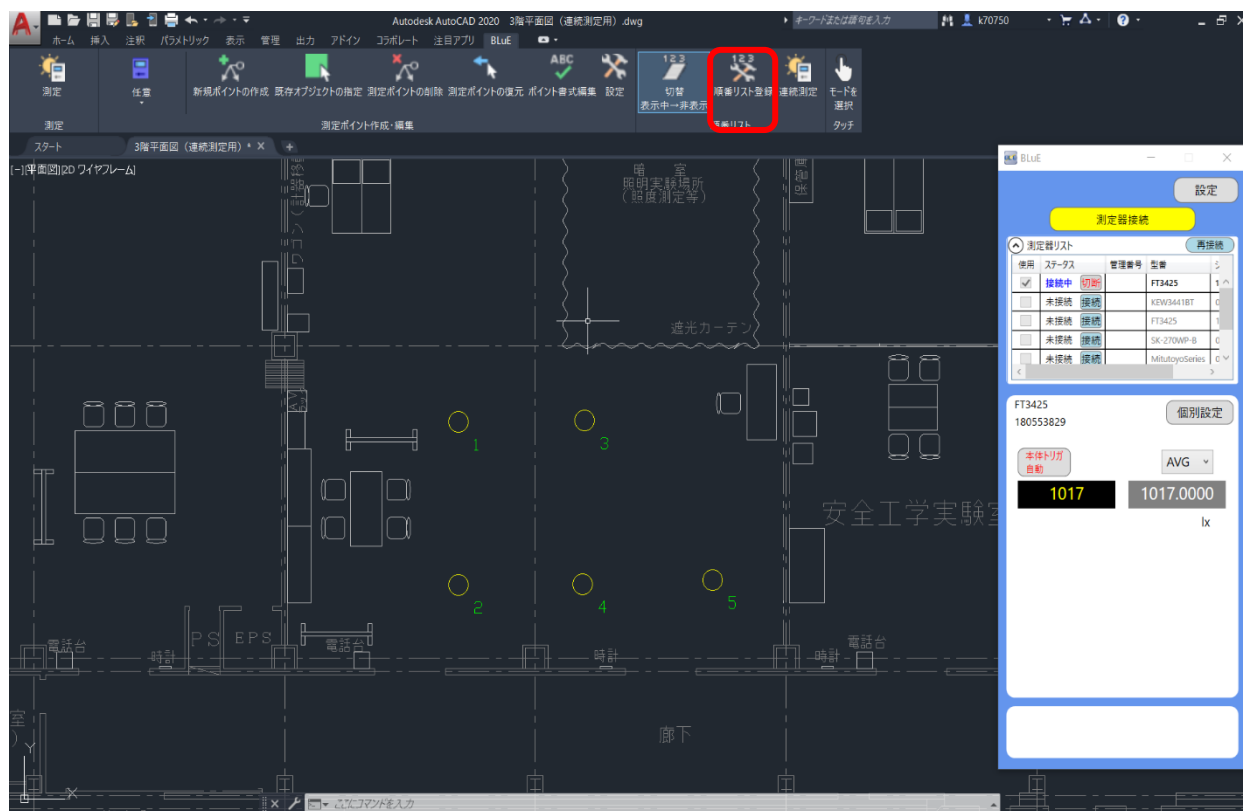 Autodesk AutoCAD 2020 3階平面図（連続測定用）.dwg
キーワードまたは語句を入力
k70750
ホーム 挿入 注釈 パラメトリック 表示 管理 出力 アドイン コラボレート 注目アプリ BLuE
測定
任意
新規ポイントの作成
既存オブジェクトの指定
測定ポイントの削除
測定ポイントの復元
ABC
ポイント書式編集
設定
123
切替
表示中→非表示
123
順番リスト登録
連続測定
モードを
選択
測定
測定ポイント作成・編集
順番リスト
タッチ
スタート
3階平面図（連続測定用）*
[-][平面図][2D ワイヤフレーム]
暗 室
照明実験場所
（照度測定等）
遮光カーテン
1
3
2
4
5
安全工学実験室
PS
EPS
電話台
時計
電話台
時計
時計
電話台
廊下
室
)
Y
X
ここにコマンドを入力
BLuE
設定
測定器接続
測定器リスト
再接続
使用 ステータス 管理番号 型番
接続中 切断 FT3425
未接続 接続 KEW3441BT
未接続 接続 FT3425
未接続 接続 SK-270WP-B
未接続 接続 MitutoyoSeries
FT3425
180553829
個別設定
本体トリガ
自動
AVG
1017
1017.0000
lx